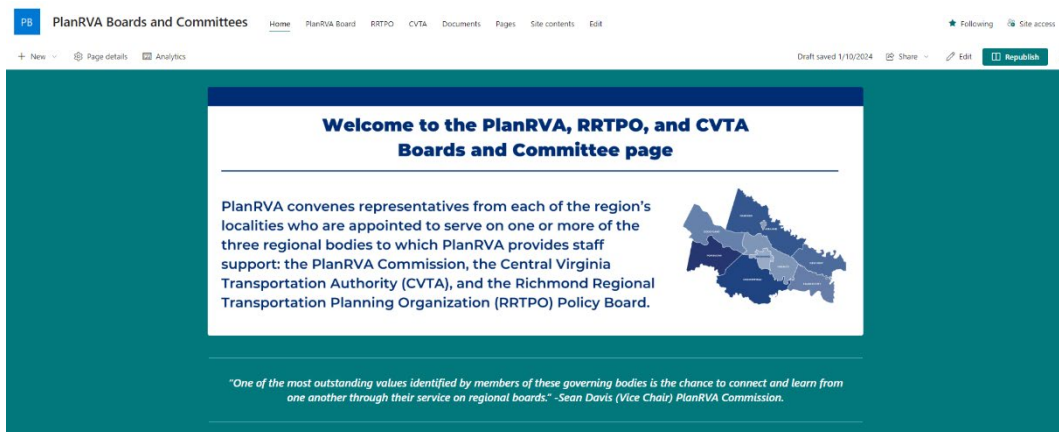 PB PlanRVA Boards and Committees Home PlanRVA Board RRTPO CVTA Documents Pages Site contents Edit Following Site access
+ New Page details Analytics Draft saved 1/10/2024 Share Edit Republish
Welcome to the PlanRVA, RRTPO, and CVTA
Boards and Committee page
PlanRVA convenes representatives from each of the region's
localities who are appointed to serve on one or more of the
three regional bodies to which PlanRVA provides staff
support: the PlanRVA Commission, the Central Virginia
Transportation Authority (CVTA), and the Richmond Regional
Transportation Planning Organization (RRTPO) Policy Board.
"One of the most outstanding values identified by members of these governing bodies is the chance to connect and learn from
one another through their service on regional boards." -Sean Davis (Vice Chair) PlanRVA Commission.